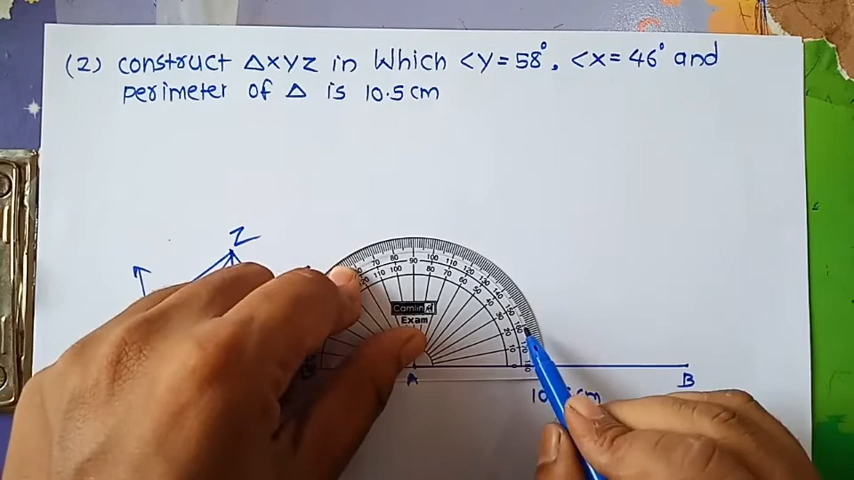 (2) construct △XYZ in which <Y=58°, <X=46° and
perimeter of △ is 10.5 cm
Z
Camlin
Exam
A
B